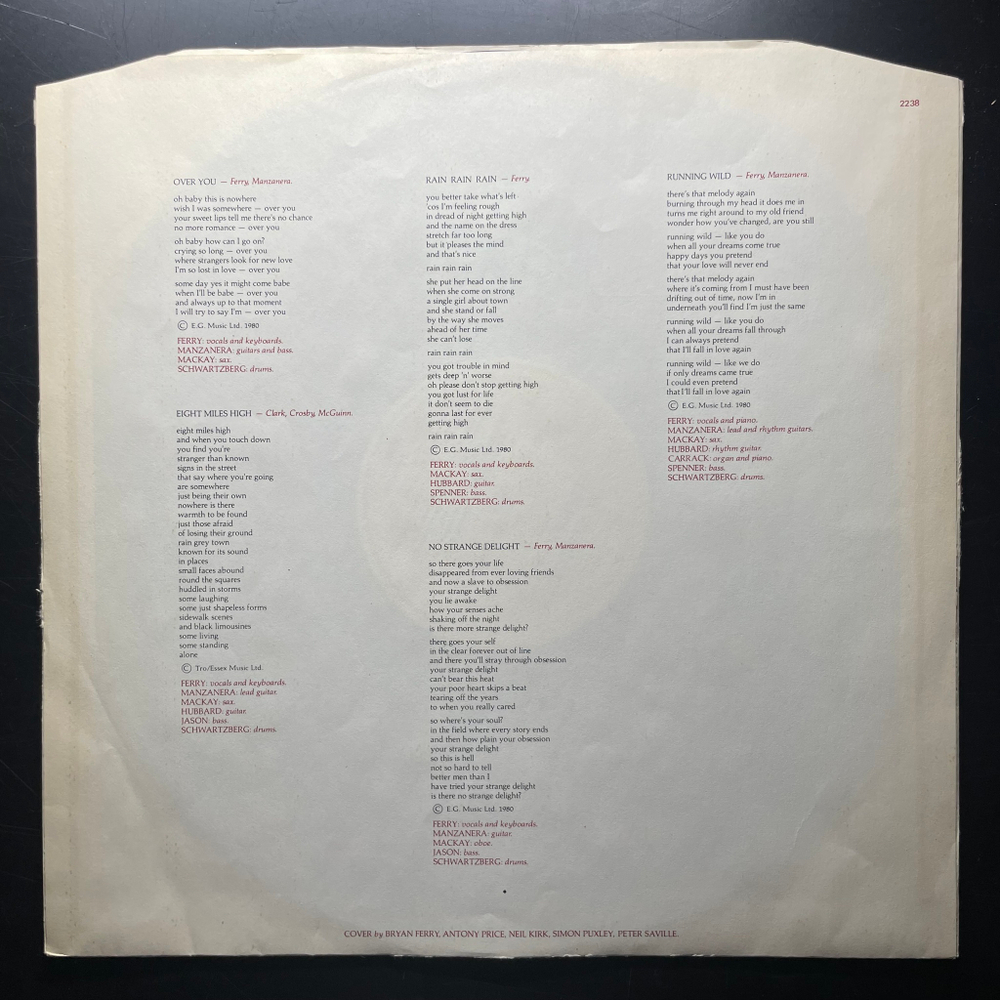 2238
OVER YOU — Ferry, Manzanera.
oh baby this is nowhere
wish I was somewhere — over you
your sweet lips tell me there's no chance
no more romance — over you
oh baby how can I go on?
crying so long — over you
where strangers look for new love
I'm so lost in love — over you
some day yes it might come babe
when I'll be babe — over you
and always up to that moment
I will try to say I'm — over you
© E.G. Music Ltd. 1980
FERRY: vocals and keyboards.
MANZANERA: guitars and bass.
MACKAY: sax.
SCHWARTZBERG: drums.
EIGHT MILES HIGH — Clark, Crosby, McGuinn.
eight miles high
and when you touch down
you find you're
stranger than known
signs in the street
that say where you're going
are somewhere
just being their own
nowhere is there
warmth to be found
just those afraid
of losing their ground
rain grey town
known for its sound
in places
small faces abound
round the squares
huddled in storms
some laughing
some just shapeless forms
sidewalk scenes
and black limousines
some living
some standing
alone
© Tro/Essex Music Ltd.
FERRY: vocals and keyboards.
MANZANERA: lead guitar.
MACKAY: sax.
HUBBARD: guitar.
JASON: bass.
SCHWARTZBERG: drums.
RAIN RAIN RAIN — Ferry.
you better take what's left
'cos I'm feeling rough
in dread of night getting high
and the name on the dress
stretch far too long
but it pleases the mind
and that's nice
rain rain rain
she put her head on the line
when she come on strong
a single girl about town
and she stand or fall
by the way she moves
ahead of her time
she can't lose
rain rain rain
you got trouble in mind
gets deep 'n' worse
oh please don't stop getting high
you got lust for life
it don't seem to die
gonna last for ever
getting high
rain rain rain
© E.G. Music Ltd. 1980
FERRY: vocals and keyboards.
MACKAY: sax.
HUBBARD: guitar.
SPENNER: bass.
SCHWARTZBERG: drums.
NO STRANGE DELIGHT — Ferry, Manzanera.
so there goes your life
disappeared from ever loving friends
and now a slave to obsession
your strange delight
you lie awake
how your senses ache
shaking off the night
is there more strange delight?
there goes your self
in the clear forever out of line
and there you'll stray through obsession
your strange delight
can't bear this heat
your poor heart skips a beat
tearing off the years
to when you really cared
so where's your soul?
in the field where every story ends
and then how plain your obsession
your strange delight
so this is hell
not so hard to tell
better men than I
have tried your strange delight
is there no strange delight?
© E.G. Music Ltd. 1980
FERRY: vocals and keyboards.
MANZANERA: guitar.
MACKAY: oboe.
JASON: bass.
SCHWARTZBERG: drums.
RUNNING WILD — Ferry, Manzanera.
there's that melody again
burning through my head it does me in
turns me right around to my old friend
wonder how you've changed, are you still
running wild — like you do
when all your dreams come true
happy days you pretend
that your love will never end
there's that melody again
where it's coming from I must have been
drifting out of time, now I'm in
underneath you'll find I'm just the same
running wild — like you do
when all your dreams fall through
I can always pretend
that I'll fall in love again
running wild — like we do
if only dreams came true
I could even pretend
that I'll fall in love again
© E.G. Music Ltd. 1980
FERRY: vocals and piano.
MANZANERA: lead and rhythm guitars.
MACKAY: sax.
HUBBARD: rhythm guitar.
CARRACK: organ and piano.
SPENNER: bass.
SCHWARTZBERG: drums.
COVER by BRYAN FERRY, ANTONY PRICE, NEIL KIRK, SIMON PUXLEY, PETER SAVILLE.